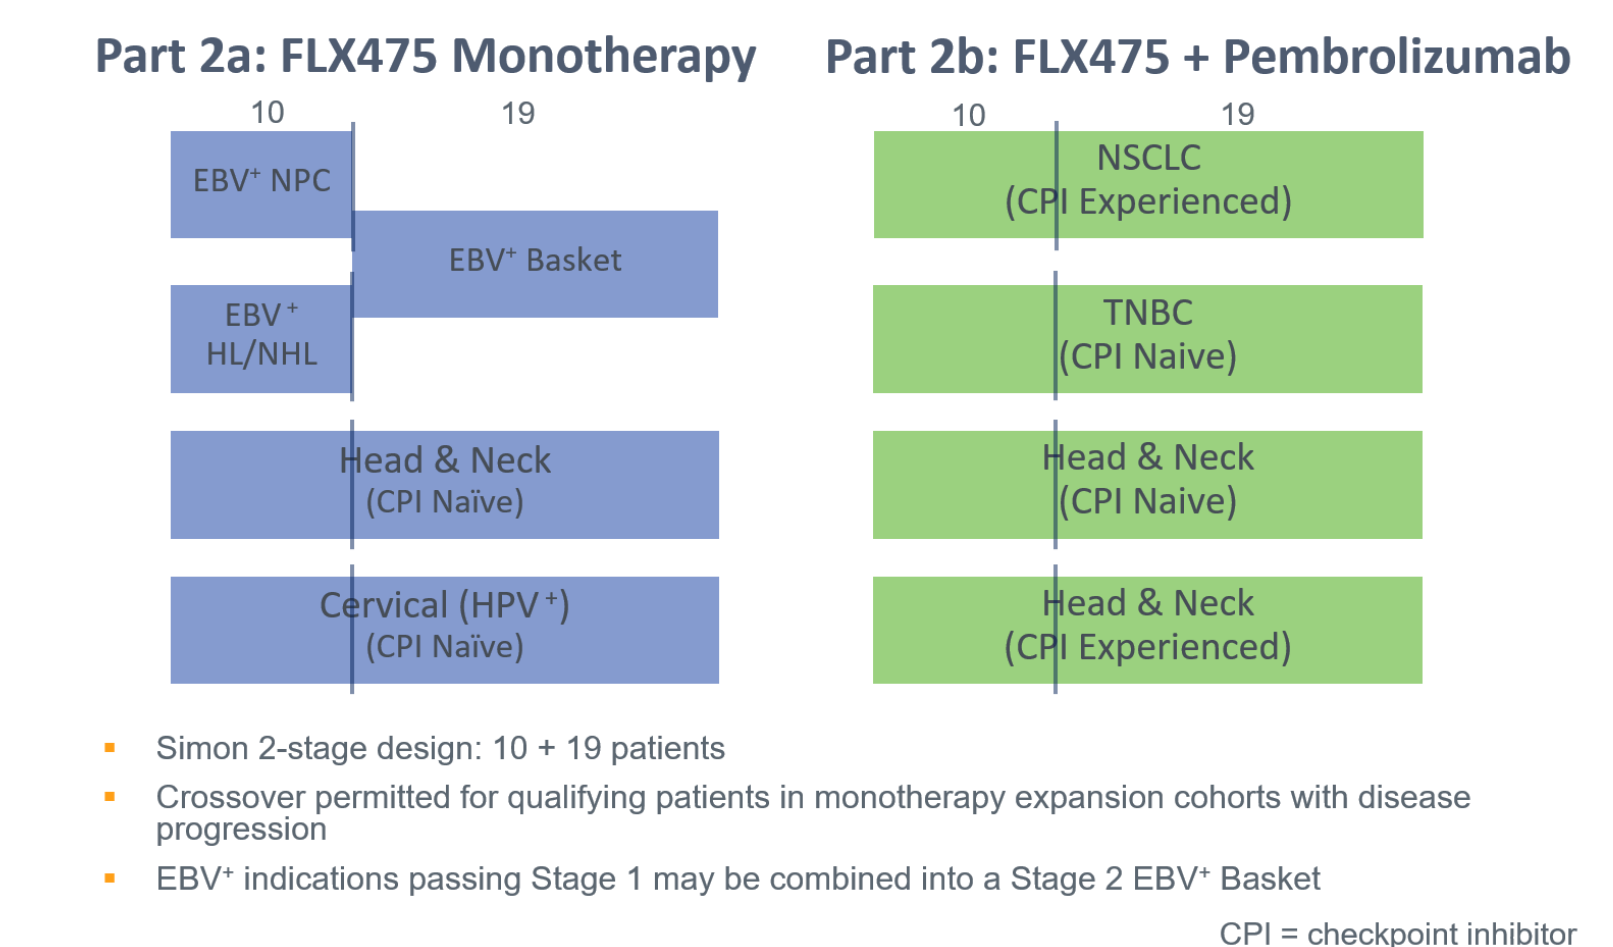 Part 2a: FLX475 Monotherapy
10 19
EBV⁺ NPC
EBV⁺ Basket
EBV ⁺
HL/NHL
Head & Neck
(CPI Naïve)
Cervical (HPV ⁺)
(CPI Naïve)
Part 2b: FLX475 + Pembrolizumab
10 19
NSCLC
(CPI Experienced)
TNBC
(CPI Naive)
Head & Neck
(CPI Naive)
Head & Neck
(CPI Experienced)
▪ Simon 2-stage design: 10 + 19 patients
▪ Crossover permitted for qualifying patients in monotherapy expansion cohorts with disease
progression
▪ EBV⁺ indications passing Stage 1 may be combined into a Stage 2 EBV⁺ Basket
CPI = checkpoint inhibitor